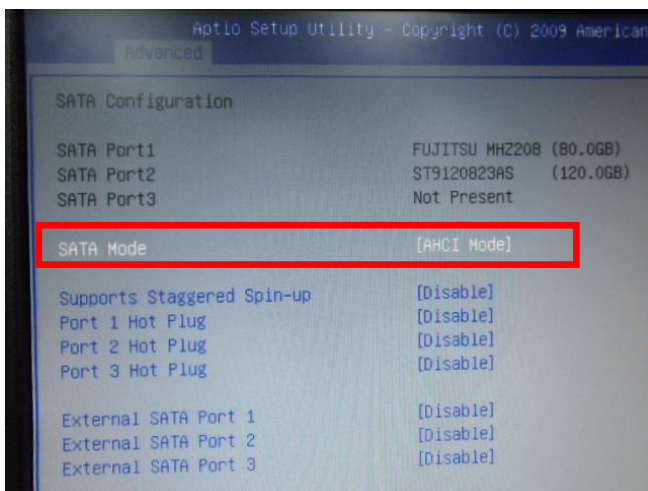 Aptio Setup Utility - Copyright (C) 2009 American
Advanced
SATA Configuration
SATA Port1 FUJITSU MHZ208 (80.0GB)
SATA Port2 ST9120823AS (120.0GB)
SATA Port3 Not Present
SATA Mode [AHCI Mode]
Supports Staggered Spin-up [Disable]
Port 1 Hot Plug [Disable]
Port 2 Hot Plug [Disable]
Port 3 Hot Plug [Disable]
External SATA Port 1 [Disable]
External SATA Port 2 [Disable]
External SATA Port 3 [Disable]